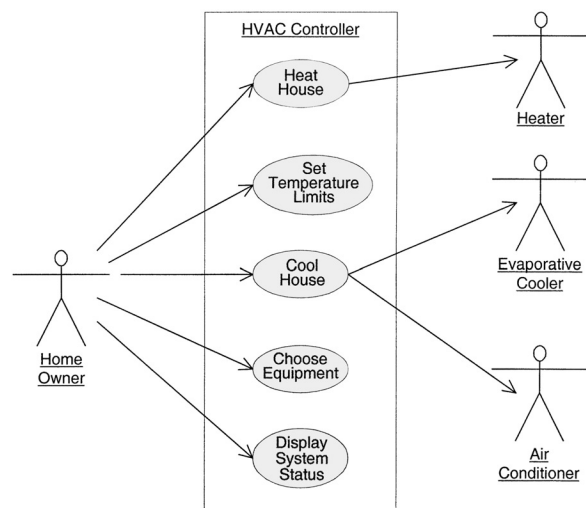 HVAC Controller
Heat
House
Heater
Set
Temperature
Limits
Evaporative
Cooler
Cool
House
Home
Owner
Choose
Equipment
Air
Conditioner
Display
System
Status